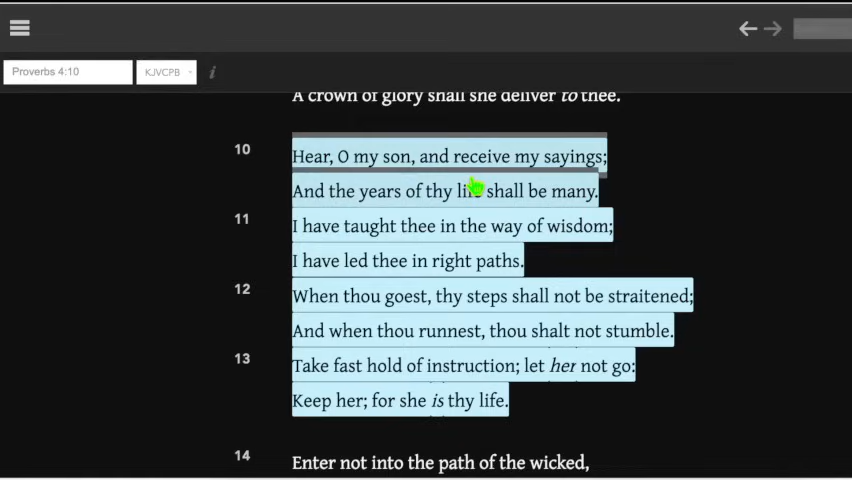 Proverbs 4:10 KJVCPB i
A crown of glory shall she deliver to thee.
10 Hear, O my son, and receive my sayings;
And the years of thy life shall be many.
11 I have taught thee in the way of wisdom;
I have led thee in right paths.
12 When thou goest, thy steps shall not be straitened;
And when thou runnest, thou shalt not stumble.
13 Take fast hold of instruction; let her not go:
Keep her; for she is thy life.
14 Enter not into the path of the wicked,